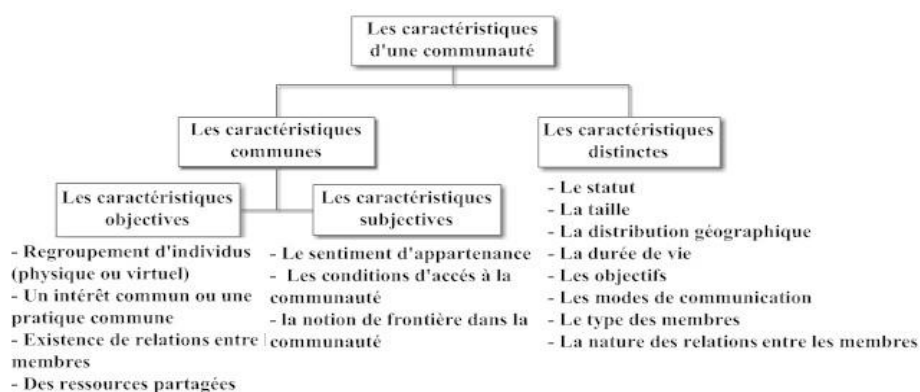 Les caractéristiques
d'une communauté
Les caractéristiques
communes
Les caractéristiques
distinctes
Les caractéristiques
objectives
Les caractéristiques
subjectives
- Regroupement d'individus
(physique ou virtuel)
- Un intérêt commun ou une
pratique commune
- Existence de relations entre
membres
- Des ressources partagées
- Le sentiment d'appartenance
- Les conditions d'accés à la
communauté
- la notion de frontière dans la
communauté
- Le statut
- La taille
- La distribution géographique
- La durée de vie
- Les objectifs
- Les modes de communication
- Le type des membres
- La nature des relations entre les membres